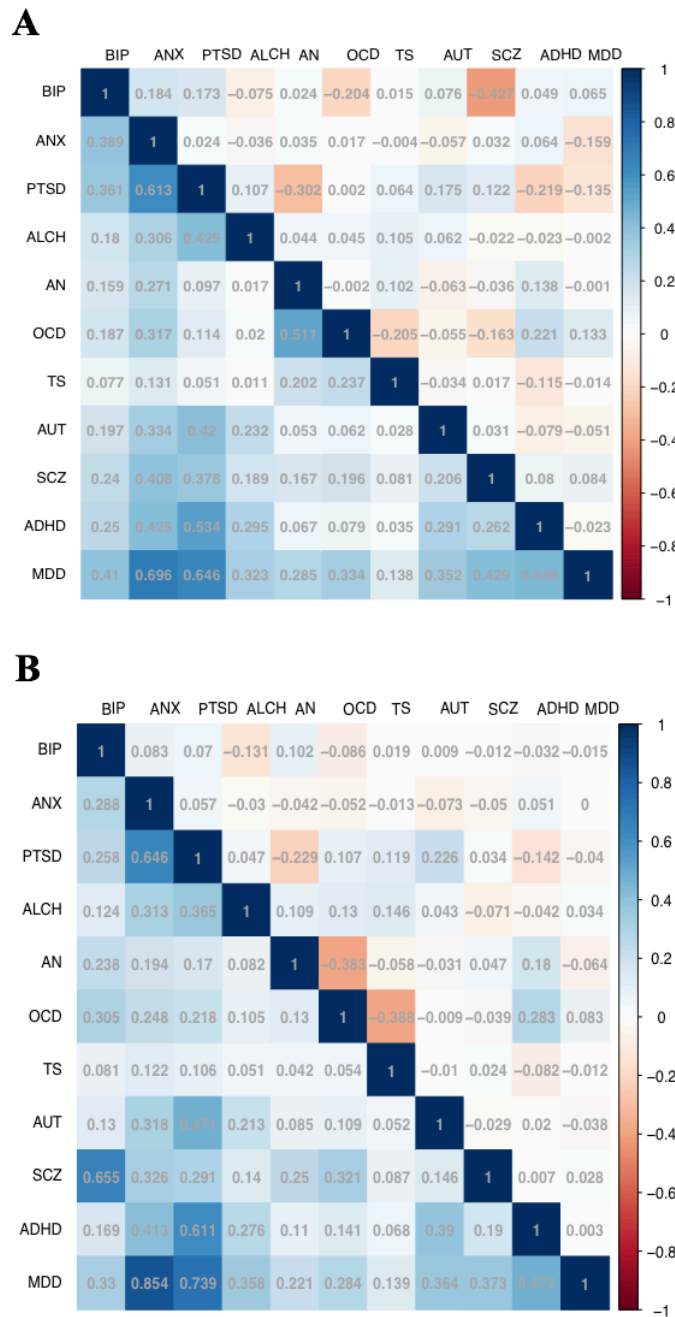 A
BIP ANX PTSD ALCH AN OCD TS AUT SCZ ADHD MDD
BIP 1 0.184 0.173 −0.075 0.024 −0.204 0.015 0.076 −0.427 0.049 0.065 1
ANX 0.389 1 0.024 −0.036 0.035 0.017 −0.004 −0.057 0.032 0.064 −0.159 0.8
PTSD 0.361 0.613 1 0.107 −0.302 0.002 0.064 0.175 0.122 −0.219 −0.135 0.6
ALCH 0.18 0.306 0.425 1 0.044 0.045 0.105 0.062 −0.022 −0.023 −0.002 0.4
AN 0.159 0.271 0.097 0.017 1 −0.002 0.102 −0.063 −0.036 0.138 −0.001 0.2
OCD 0.187 0.317 0.114 0.02 0.511 1 −0.205 −0.055 −0.163 0.221 0.133 0
TS 0.077 0.131 0.051 0.011 0.202 0.237 1 −0.034 0.017 −0.115 −0.014 −0.2
AUT 0.197 0.334 0.42 0.232 0.053 0.062 0.028 1 0.031 −0.079 −0.051 −0.4
SCZ 0.24 0.408 0.378 0.189 0.167 0.196 0.081 0.206 1 0.08 0.084 −0.6
ADHD 0.25 0.425 0.534 0.295 0.067 0.079 0.035 0.291 0.262 1 −0.023 −0.8
MDD 0.41 0.696 0.646 0.323 0.285 0.334 0.138 0.352 0.429 1 −1
B
BIP ANX PTSD ALCH AN OCD TS AUT SCZ ADHD MDD
BIP 1 0.083 0.07 −0.131 0.102 −0.086 0.019 0.009 −0.012 −0.032 −0.015 1
ANX 0.288 1 0.057 −0.03 −0.042 −0.052 −0.013 −0.073 −0.05 0.051 0 0.8
PTSD 0.258 0.646 1 0.047 −0.229 0.107 0.119 0.226 0.034 −0.142 −0.04 0.6
ALCH 0.124 0.313 0.365 1 0.109 0.13 0.146 0.043 −0.071 −0.042 0.034 0.4
AN 0.238 0.194 0.17 0.082 1 −0.383 −0.058 −0.031 0.047 0.18 −0.064 0.2
OCD 0.305 0.248 0.218 0.105 0.13 1 −0.388 −0.009 −0.039 0.283 0.083 0
TS 0.081 0.122 0.106 0.051 0.042 0.054 1 −0.01 0.024 −0.082 −0.012 −0.2
AUT 0.13 0.318 0.471 0.213 0.085 0.109 0.052 1 −0.029 0.02 −0.038 −0.4
SCZ 0.655 0.326 0.291 0.14 0.25 0.321 0.087 0.146 1 0.007 0.028 −0.6
ADHD 0.169 0.413 0.611 0.276 0.11 0.141 0.068 0.39 0.19 1 0.003 −0.8
MDD 0.33 0.854 0.739 0.358 0.221 0.284 0.139 0.364 0.373 1 −1